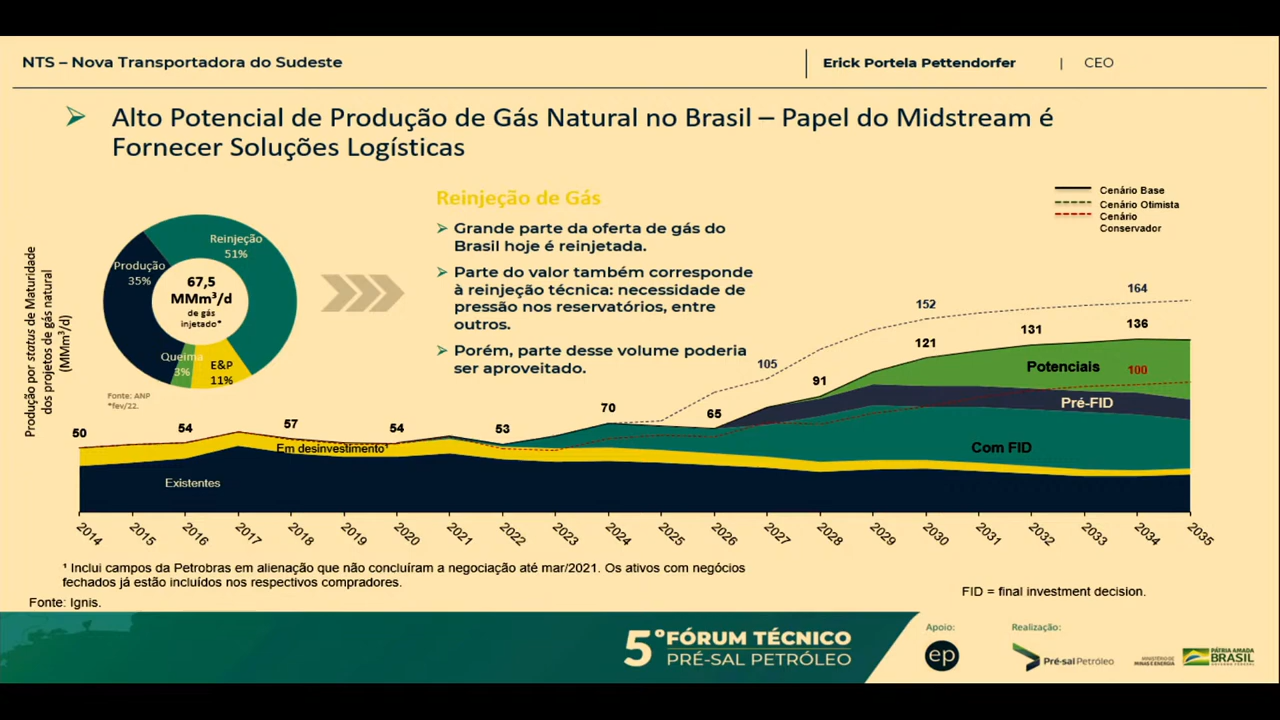 NTS – Nova Transportadora do Sudeste
Erick Portela Pettendorfer | CEO
Alto Potencial de Produção de Gás Natural no Brasil – Papel do Midstream é
Fornecer Soluções Logísticas
Produção por status de Maturidade
dos projetos de gás natural
(MMm³/d)
Reinjeção
51%
Produção
35%
67,5
MMm³/d
de gás
injetado*
Queima
3%
E&P
11%
Fonte: ANP
*fev/22.
Reinjeção de Gás
Grande parte da oferta de gás do
Brasil hoje é reinjetada.
Parte do valor também corresponde
à reinjeção técnica: necessidade de
pressão nos reservatórios, entre
outros.
Porém, parte desse volume poderia
ser aproveitado.
Cenário Base
Cenário Otimista
Cenário
Conservador
50
54
57
54
53
70
65
105
91
152
121
131
164
136
100
Potenciais
Pré-FID
Com FID
Em desinvestimento¹
Existentes
2014
2015
2016
2017
2018
2019
2020
2021
2022
2023
2024
2025
2026
2027
2028
2029
2030
2031
2032
2033
2034
2035
¹ Inclui campos da Petrobras em alienação que não concluíram a negociação até mar/2021. Os ativos com negócios
fechados já estão incluídos nos respectivos compradores.
Fonte: Ignis.
FID = final investment decision.
5º FÓRUM TÉCNICO
PRÉ-SAL PETRÓLEO
Apoio:
ep
Realização:
Pré-sal Petróleo
MINISTÉRIO DE
MINAS E ENERGIA
PÁTRIA AMADA
BRASIL
GOVERNO FEDERAL